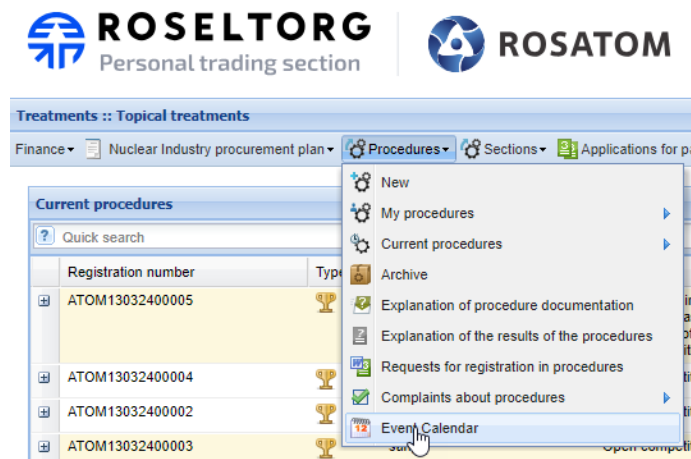 ROSELTORG
Personal trading section
ROSATOM
Treatments :: Topical treatments
Finance Nuclear Industry procurement plan Procedures Sections Applications for p
Current procedures
? Quick search
Registration number Type
ATOM13032400005
ATOM13032400004
ATOM13032400002
ATOM13032400003
New
My procedures
Current procedures
Archive
Explanation of procedure documentation
Explanation of the results of the procedures
Requests for registration in procedures
Complaints about procedures
12 Event Calendar
Open competi